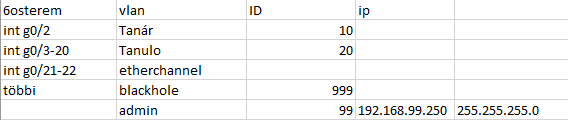 6osterem vlan ID ip
int g0/2 Tanár 10
int g0/3-20 Tanulo 20
int g0/21-22 etherchannel
többi blackhole 999
admin 99 192.168.99.250 255.255.255.0